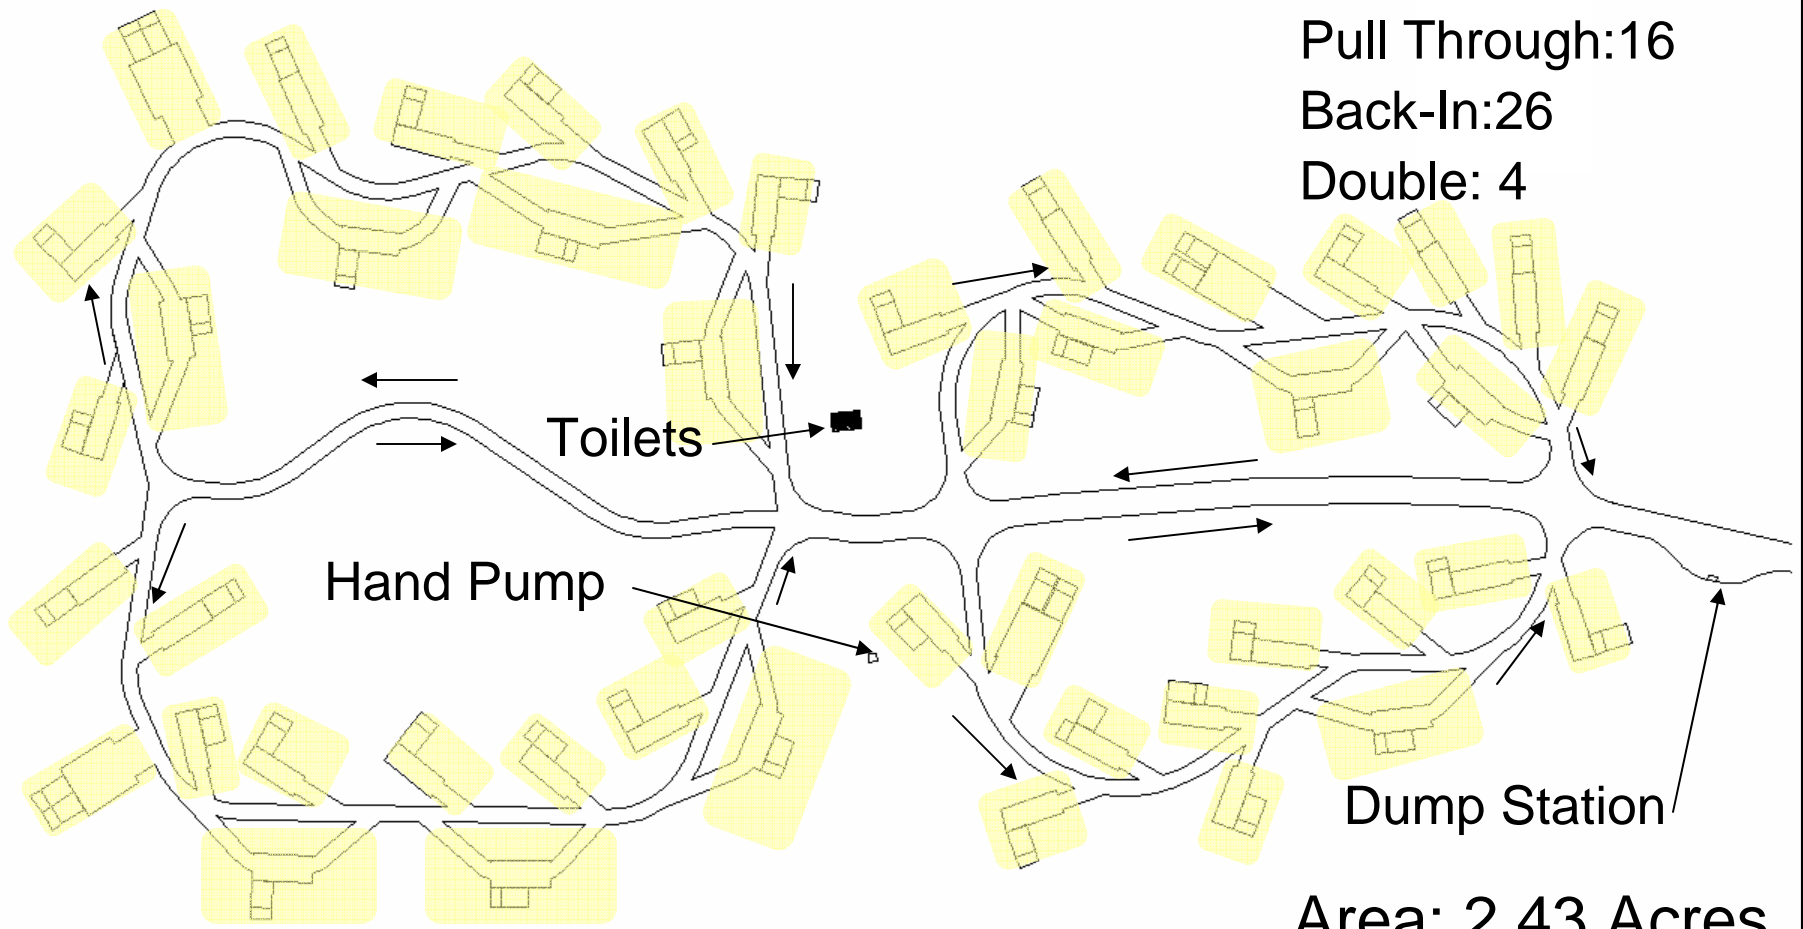 Pull Through:16
Back-In:26
Double: 4
Toilets
Hand Pump
Dump Station
Area: 2.43 Acres